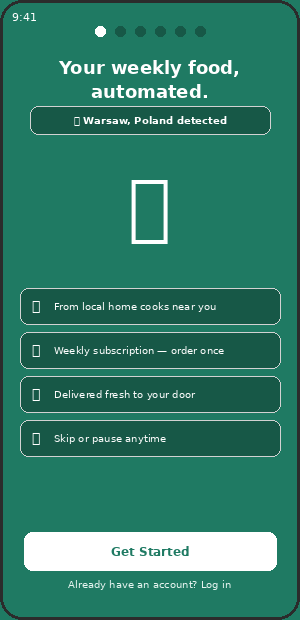 9:41
Your weekly food,
automated.
Warsaw, Poland detected
From local home cooks near you
Weekly subscription — order once
Delivered fresh to your door
Skip or pause anytime
Get Started
Already have an account? Log in